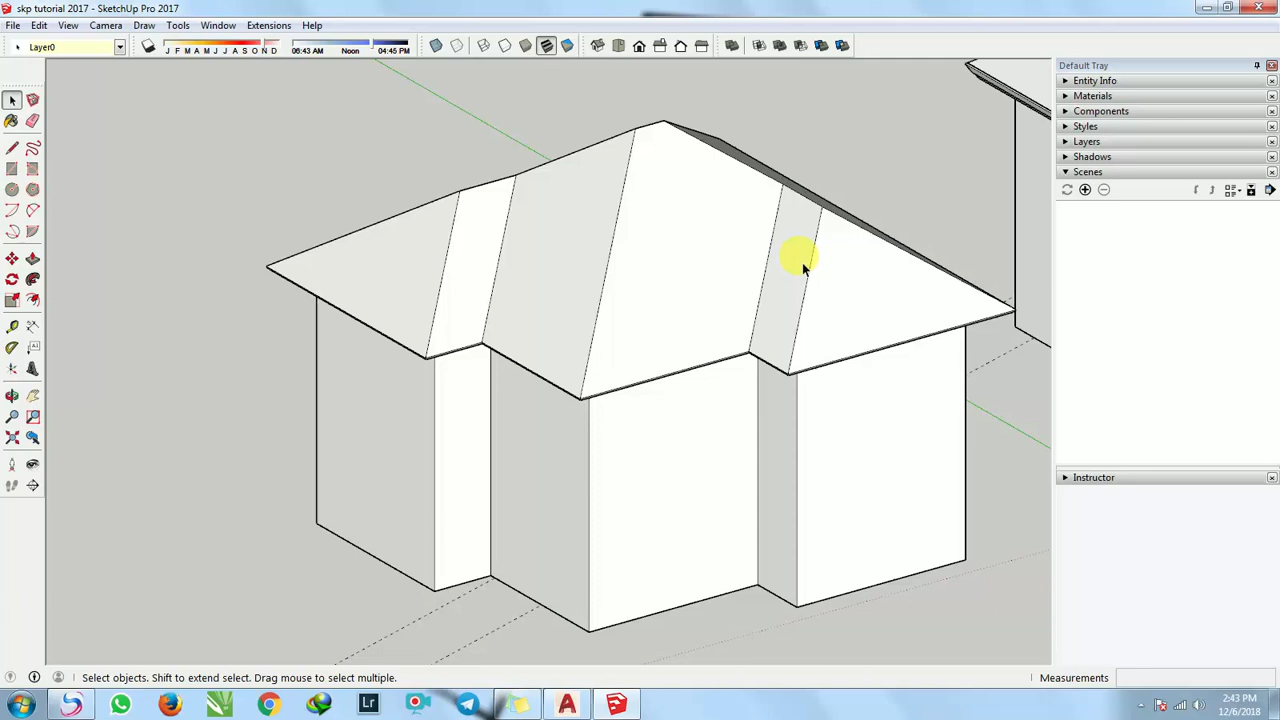 skp tutorial 2017 - SketchUp Pro 2017
File Edit View Camera Draw Tools Window Extensions Help
Layer0
J F M A M J J A S O N D
06:43 AM Noon 04:45 PM
Default Tray
Entity Info
Materials
Components
Styles
Layers
Shadows
Scenes
Instructor
Select objects. Shift to extend select. Drag mouse to select multiple.
Measurements
Lr
2:43 PM
12/6/2018